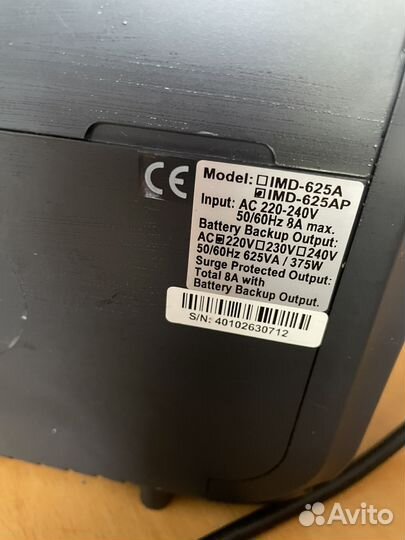 CE
Model: □IMD-625A
☑IMD-625AP
Input: AC 220-240V
50/60Hz 8A max.
Battery Backup Output:
AC☑220V□230V□240V
50/60Hz 625VA / 375W
Surge Protected Output:
Total 8A with
Battery Backup Output.
S/N: 40102630712
Avito